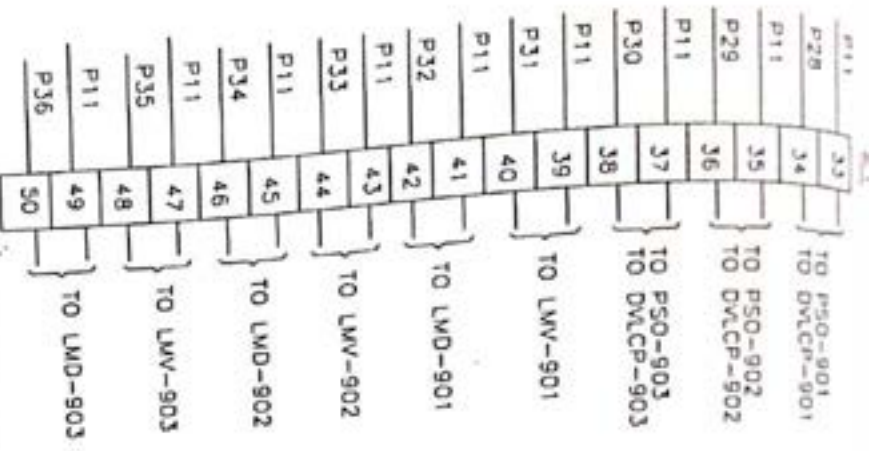 P11 33 TO PSO-901
P28 34 TO DVLCP-901
P11 35 TO PSO-902
P29 36 TO DVLCP-902
P11 37 TO PSO-903
P30 38 TO DVLCP-903
P11 39
TO LMV-901
P31 40
P11 41
TO LMD-901
P32 42
P11 43
TO LMV-902
P33 44
P11 45
TO LMD-902
P34 46
P11 47
TO LMV-903
P35 48
P11 49
TO LMD-903
P36 50